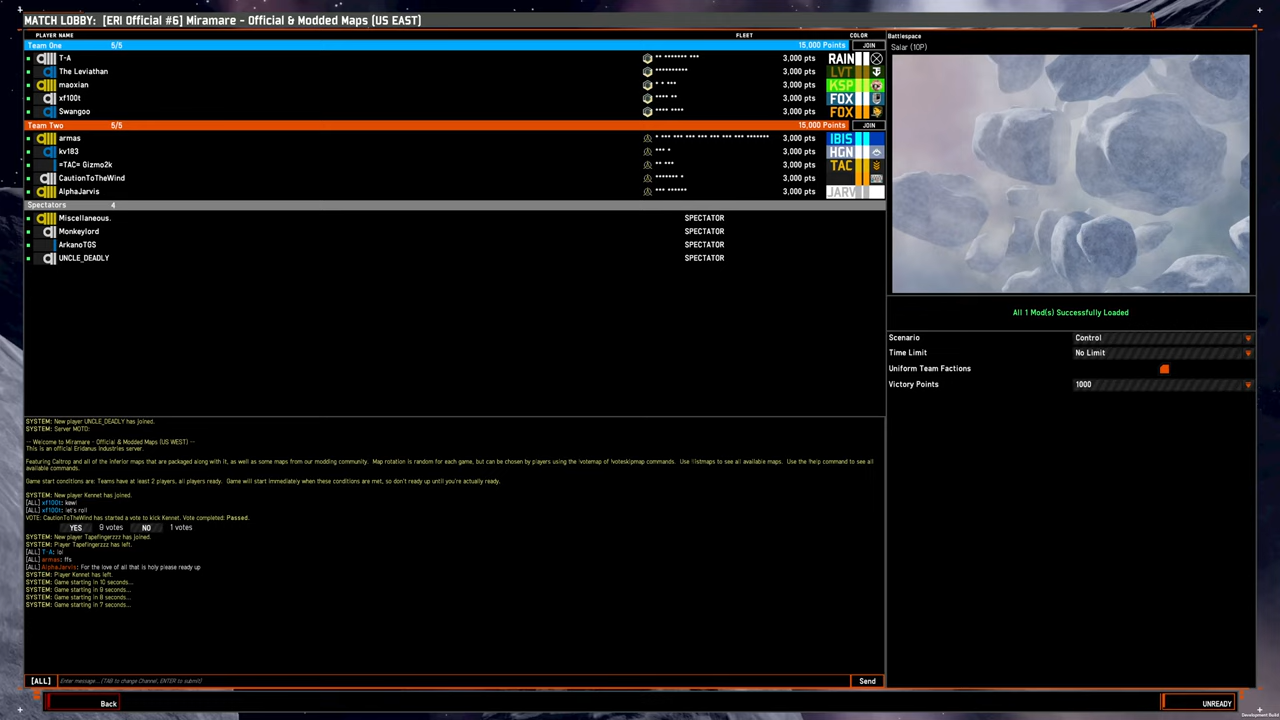 MATCH LOBBY: [ERI Official #6] Miramare - Official & Modded Maps (US EAST)
PLAYER NAME FLEET COLOR
Team One 5/5 15,000 Points JOIN
T-A ** ******* *** 3,000 pts RAIN
The Leviathan ********** 3,000 pts LVT
maoxian * * *** 3,000 pts KSP
xf100t **** ** 3,000 pts FOX
Swangoo **** **** 3,000 pts FOX
Team Two 5/5 15,000 Points JOIN
armas * *** *** *** *** *** *** ******* 3,000 pts IBIS
kv183 *** * 3,000 pts HGN
=TAC= Gizmo2k ** *** 3,000 pts TAC
CautionToTheWind ******* * 3,000 pts
AlphaJarvis *** ****** 3,000 pts JARV
Spectators 4
Miscellaneous. SPECTATOR
Monkeylord SPECTATOR
ArkanoTGS SPECTATOR
UNCLE_DEADLY SPECTATOR
Battlespace
Salar (10P)
All 1 Mod(s) Successfully Loaded
Scenario Control
Time Limit No Limit
Uniform Team Factions
Victory Points 1000
SYSTEM: New player UNCLE_DEADLY has joined.
SYSTEM: Server MOTD:
-- Welcome to Miramare - Official & Modded Maps (US WEST) --
This is an official Eridanus Industries server.
Featuring Caltrop and all of the inferior maps that are packaged along with it, as well as some maps from our modding community. Map rotation is random for each game, but can be chosen by players using the !votemap of !voteskipmap commands. Use !listmaps to see all available maps. Use the !help command to see all
available commands.
Game start conditions are: Teams have at least 2 players, all players ready. Game will start immediately when these conditions are met, so don't ready up until you're actually ready.
SYSTEM: New player Kennet has joined.
[ALL] xf100t: kew!
[ALL] xf100t: let's roll
VOTE: CautionToTheWind has started a vote to kick Kennet. Vote completed: Passed.
YES 9 votes NO 1 votes
SYSTEM: New player Tapefingerzzz has joined.
SYSTEM: Player Tapefingerzzz has left.
[ALL] T-A: lol
[ALL] armas: ffs
[ALL] AlphaJarvis: For the love of all that is holy please ready up
SYSTEM: Player Kennet has left.
SYSTEM: Game starting in 10 seconds...
SYSTEM: Game starting in 9 seconds...
SYSTEM: Game starting in 8 seconds...
SYSTEM: Game starting in 7 seconds...
[ALL] Enter message...(TAB to change Channel, ENTER to submit) Send
Back UNREADY
Development Build